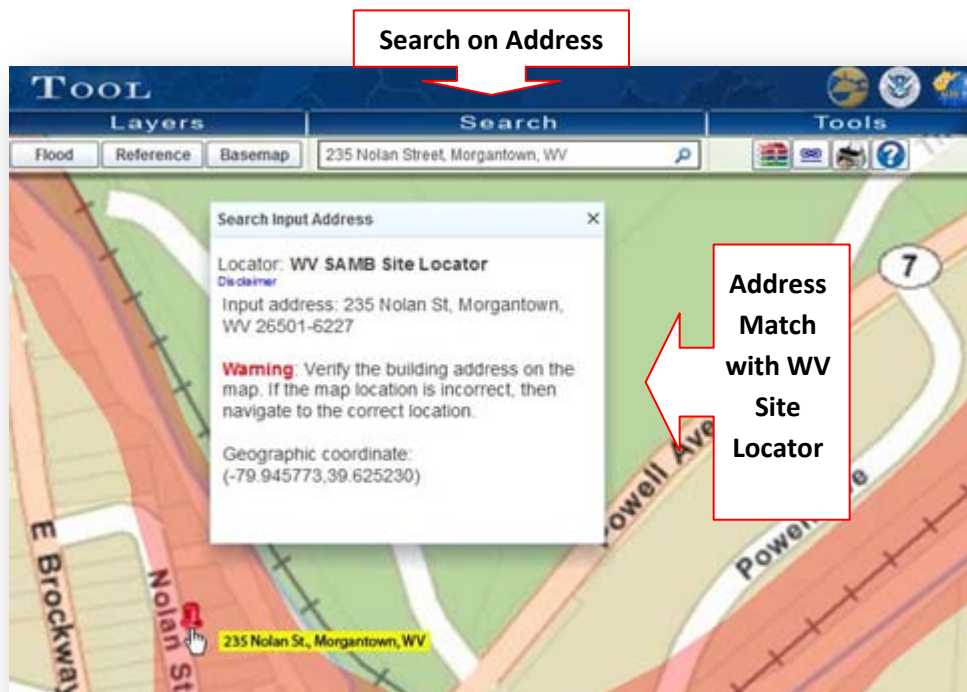 Search on Address
TOOL
Layers Search Tools
Flood Reference Basemap 235 Nolan Street, Morgantown, WV
Search Input Address ×
Locator: WV SAMB Site Locator
Disclaimer
Input address: 235 Nolan St, Morgantown,
WV 26501-6227
Warning: Verify the building address on the
map. If the map location is incorrect, then
navigate to the correct location.
Geographic coordinate:
(-79.945773,39.625230)
Address
Match
with WV
Site
Locator
7
Powell Ave
Powell Ave
E Brockway
Nolan St
235 Nolan St., Morgantown, WV